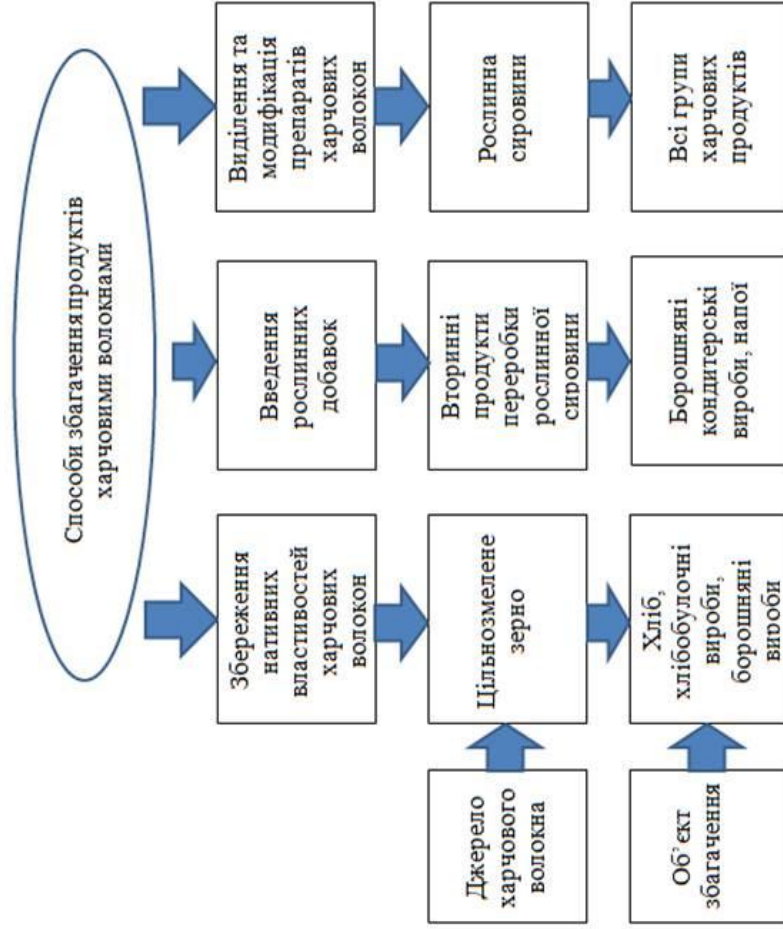 Способи збагачення продуктів
харчовими волокнами
Збереження
нативних
властивостей
харчових
волокон
Введення
рослинних
добавок
Виділення та
модифікація
препаратів
харчових
волокон
Джерело
харчового
волокна
Цільнозмелене
зерно
Вторинні
продукти
переробки
рослинної
сировини
Рослинна
сировини
Об’єкт
збагачення
Хліб,
хлібобулочні
вироби,
борошняні
вироби
Борошняні
кондитерські
вироби, напої
Всі групи
харчових
продуктів